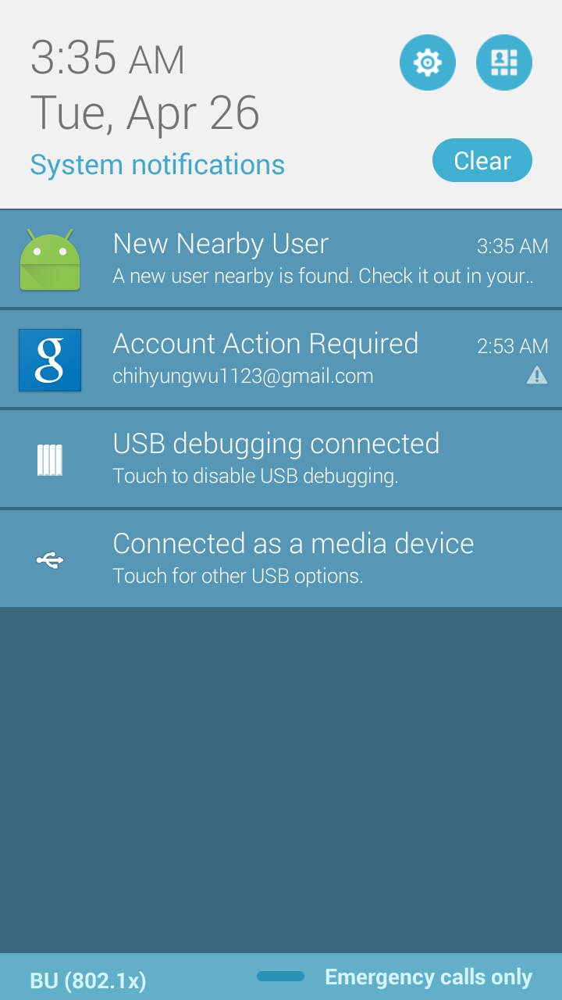 3:35 AM
Tue, Apr 26
System notifications
Clear
New Nearby User
3:35 AM
A new user nearby is found. Check it out in your..
g
Account Action Required
2:53 AM
chihyungwu1123@gmail.com
USB debugging connected
Touch to disable USB debugging.
Connected as a media device
Touch for other USB options.
BU (802.1x)
Emergency calls only